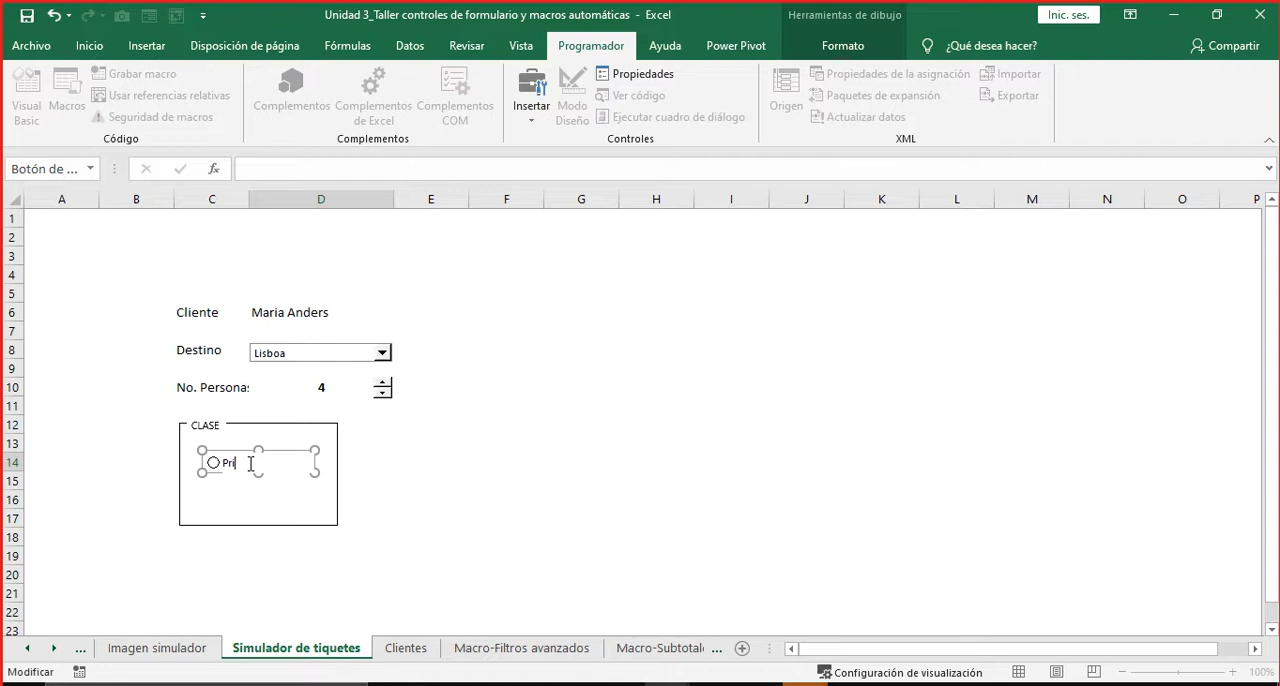 Unidad 3_Taller controles de formulario y macros automáticas - Excel
Herramientas de dibujo
Inic. ses.
Archivo Inicio Insertar Disposición de página Fórmulas Datos Revisar Vista Programador Ayuda Power Pivot Formato ¿Qué desea hacer? Compartir
Visual Basic
Macros
Grabar macro
Usar referencias relativas
Seguridad de macros
Código
Complementos
Complementos de Excel
Complementos COM
Complementos
Insertar
Modo Diseño
Propiedades
Ver código
Ejecutar cuadro de diálogo
Controles
Origen
Propiedades de la asignación
Paquetes de expansión
Actualizar datos
Importar
Exportar
XML
Botón de ... fx
A B C D E F G H I J K L M N O P
1
2
3
4
5
6 Cliente Maria Anders
7
8 Destino Lisboa
9
10 No. Persona: 4
11
12 CLASE
13
14 Pri
15
16
17
18
19
20
21
22
23
... Imagen simulador Simulador de tiquetes Clientes Macro-Filtros avanzados Macro-Subtotale ...
Modificar Configuración de visualización 100%